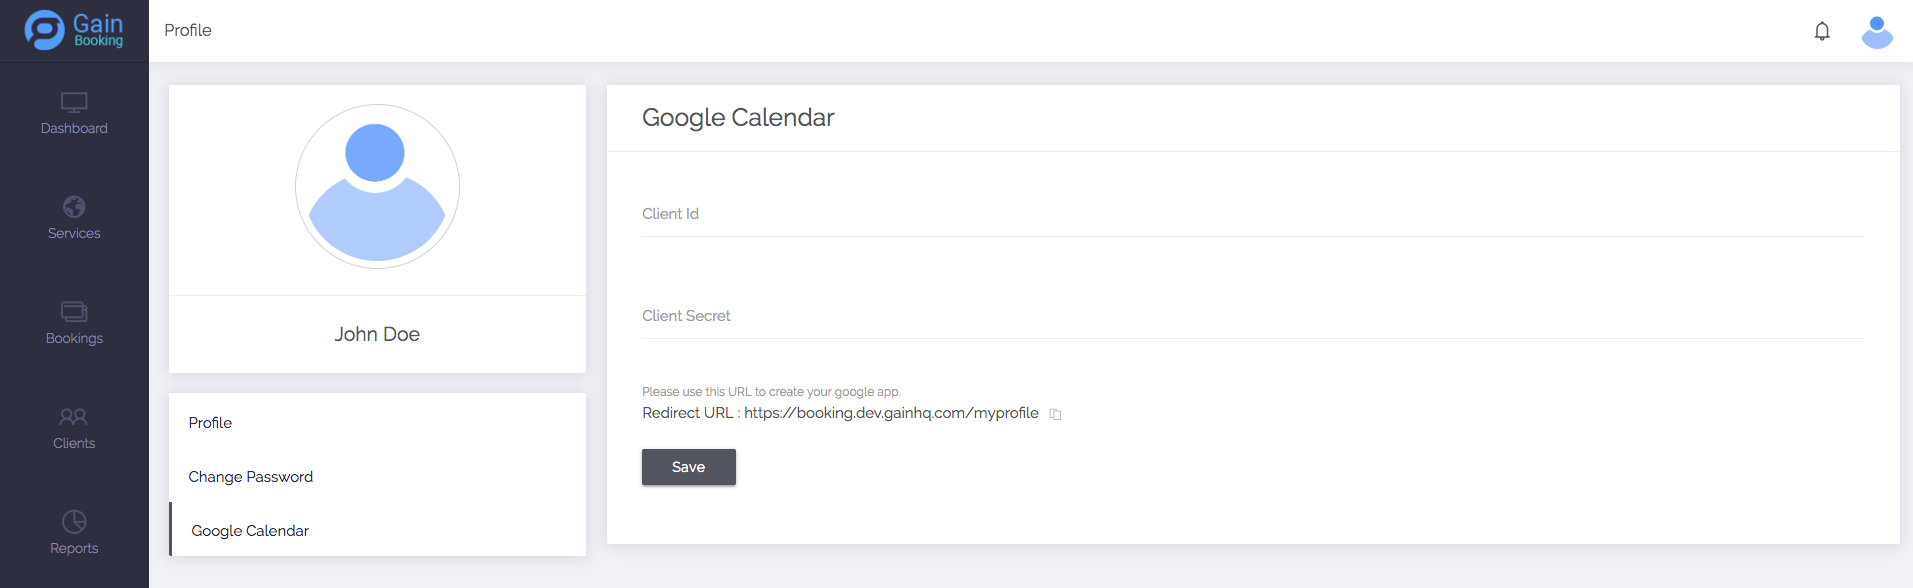 Gain
Booking
Profile
Dashboard
Services
Bookings
Clients
Reports
John Doe
Profile
Change Password
Google Calendar
Google Calendar
Client Id
Client Secret
Please use this URL to create your google app.
Redirect URL : https://booking.dev.gainhq.com/myprofile
Save